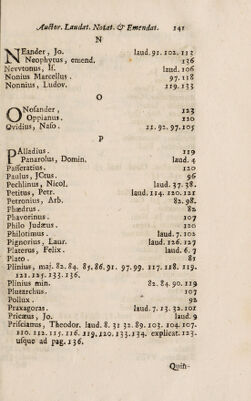 Auctor. Laudat. Notat. & Emendat. 141
N
NEander, Jo. laud. 91. 102. 112
Neophytus, emend. 136
Nevvtonus, Is. laud. 106
Nonius Marcellus. 97. 118
Nonnius, Ludov. 119. 133
O
ONosander, 123
Oppianus. 120
Ovidius, Naso. 11. 92. 97. 105
P
PAlladius. 119
Panarolus, Domin. laud. 4
Passeratius. 120
Paulus, JCtus. 96
Pechlinus, Nicol. laud. 37. 38.
Petitus, Petr. laud. 114. 120. 121
Petronius, Arb. 82. 98.
Phædrus. 82
Phavorinus. 107
Philo Judæus. 120
Philotimus. laud. 7. 102
Pignorius, Laur. laud. 126. 127
Platerus, Felix. laud. 6. 7
Plato. 81
Plinius, maj. 82. 84. 85, 86. 91. 97. 99. 117. 118. 119.
121. 125. 133. 136.
Plinius min. 82. 84. 90. 119
Plutarchus. 107
Pollux. 92
Praxagoras. laud. 7. 13. 32. 101
Pricæus, Jo. laud. 9
Priscianus, Theodor. laud. 8. 31 32. 89. 103. 104. 107.
110. 112. 115. 116. 119. 120. 133. 134. explicat. 123.
usque ad pag. 136.
Quin-